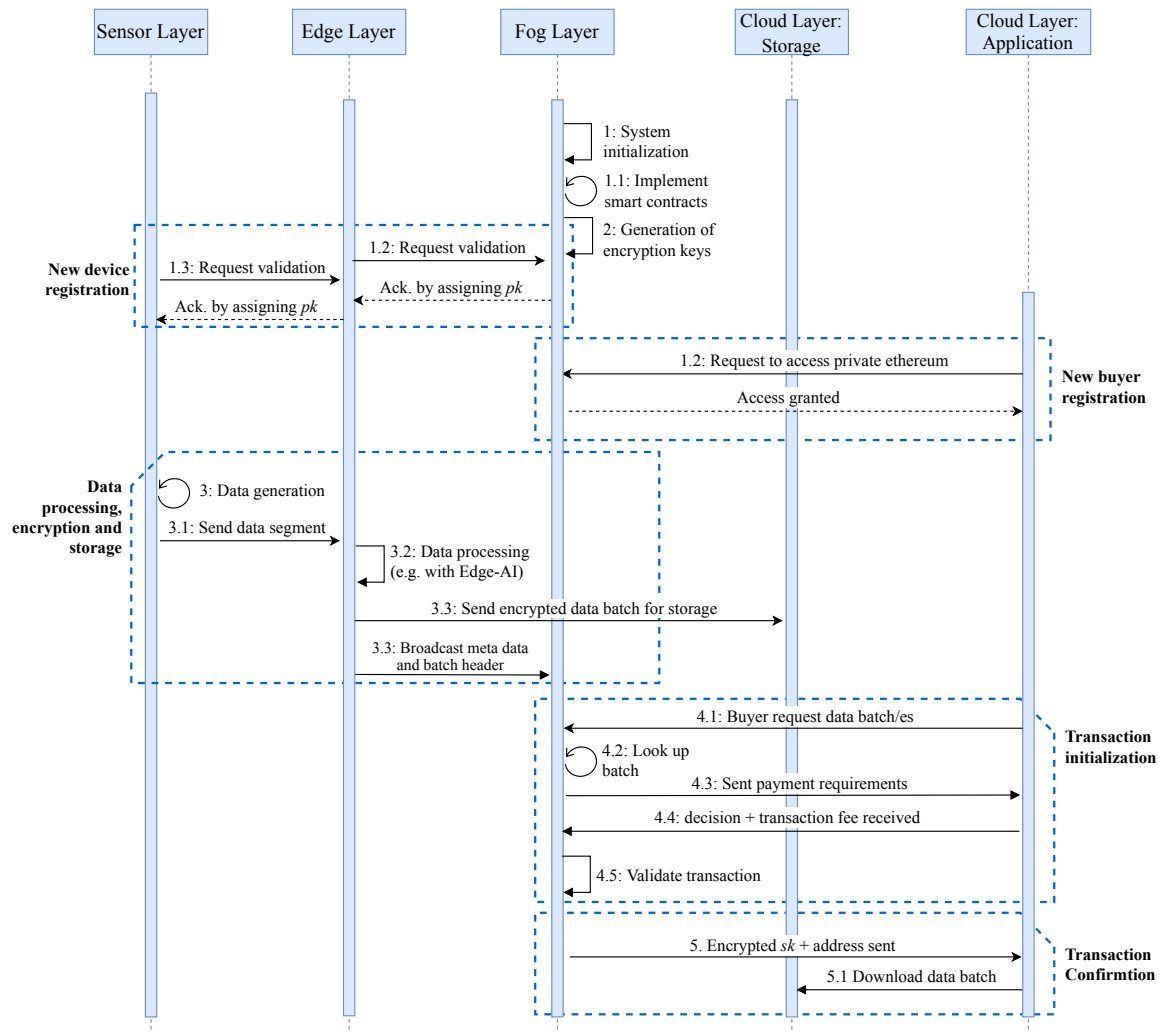 Sensor Layer
Edge Layer
Fog Layer
Cloud Layer:
Storage
Cloud Layer:
Application
1: System
initialization
1.1: Implement
smart contracts
2: Generation of
encryption keys
New device
registration
1.2: Request validation
1.3: Request validation
Ack. by assigning pk
Ack. by assigning pk
1.2: Request to access private ethereum
Access granted
New buyer
registration
Data
processing,
encryption and
storage
3: Data generation
3.1: Send data segment
3.2: Data processing
(e.g. with Edge-AI)
3.3: Send encrypted data batch for storage
3.3: Broadcast meta data
and batch header
4.1: Buyer request data batch/es
4.2: Look up
batch
4.3: Sent payment requirements
4.4: decision + transaction fee received
4.5: Validate transaction
Transaction
initialization
5. Encrypted sk + address sent
5.1 Download data batch
Transaction
Confirmtion